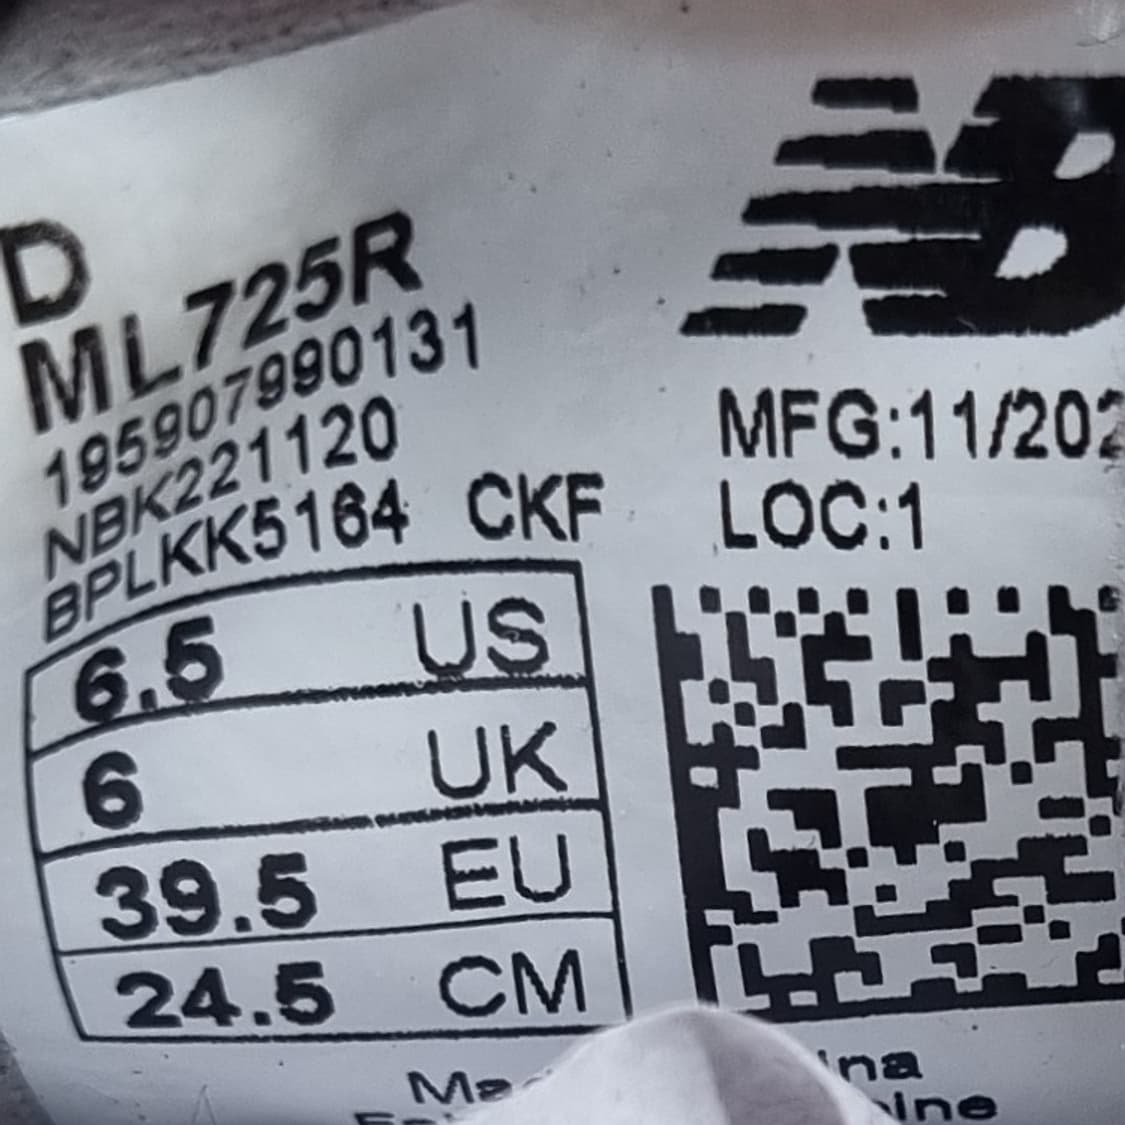 D
ML725R
195907990131
NBK221120
BPLKK5164 CKF
6.5 US
6 UK
39.5 EU
24.5 CM
NB
MFG:11/202
LOC:1